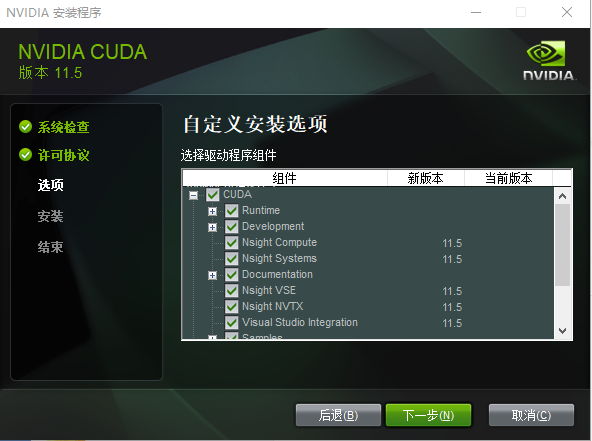 NVIDIA 安装程序
NVIDIA CUDA
版本 11.5
NVIDIA.
系统检查
许可协议
选项
安装
结束
自定义安装选项
选择驱动程序组件
组件 新版本 当前版本
CUDA
Runtime
Development
Nsight Compute 11.5
Nsight Systems 11.5
Documentation
Nsight VSE 11.5
Nsight NVTX 11.5
Visual Studio Integration 11.5
Samples
后退(B) 下一步(N) 取消(C)